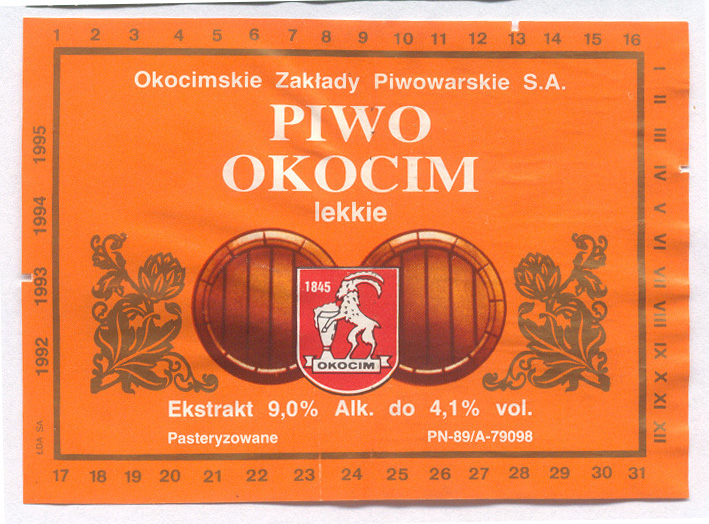 1 2 3 4 5 6 7 8 9 10 11 12 13 14 15 16
I II III IV V VI VII VIII IX X XI XII
1995 1994 1993 1992
Okocimskie Zakłady Piwowarskie S.A.
PIWO
OKOCIM
lekkie
1845
OKOCIM
Ekstrakt 9,0% Alk. do 4,1% vol.
Pasteryzowane PN-89/A-79098
ŁDA SA
17 18 19 20 21 22 23 24 25 26 27 28 29 30 31